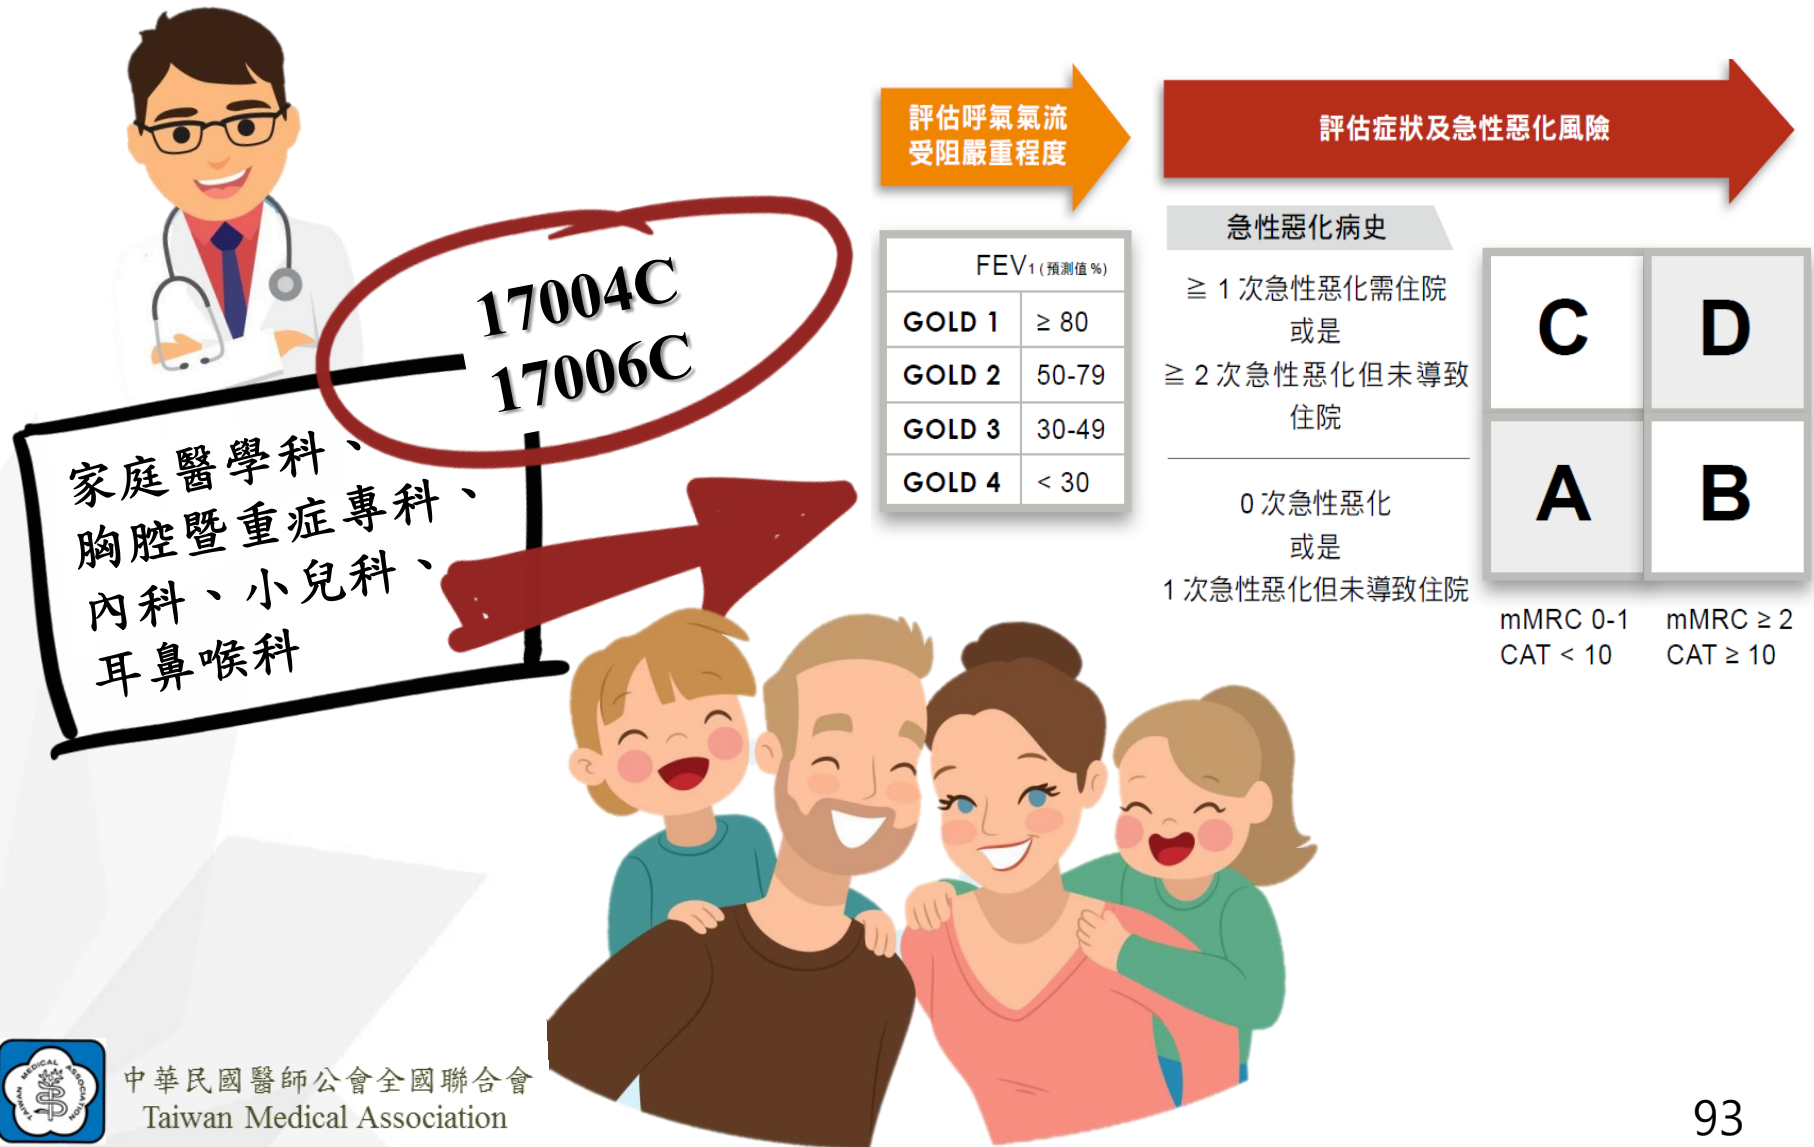 17004C
17006C
家庭醫學科、
胸腔暨重症專科、
內科、小兒科、
耳鼻喉科
評估呼氣氣流
受阻嚴重程度
FEV1 (預測值%)
GOLD 1 ≥ 80
GOLD 2 50-79
GOLD 3 30-49
GOLD 4 < 30
評估症狀及急性惡化風險
急性惡化病史
≧ 1 次急性惡化需住院
或是
≧ 2 次急性惡化但未導致
住院
0 次急性惡化
或是
1 次急性惡化但未導致住院
C D
A B
mMRC 0-1 mMRC ≥ 2
CAT < 10 CAT ≥ 10
TAIWAN MEDICAL ASSOCIATION
中華民國醫師公會全國聯合會
Taiwan Medical Association
93